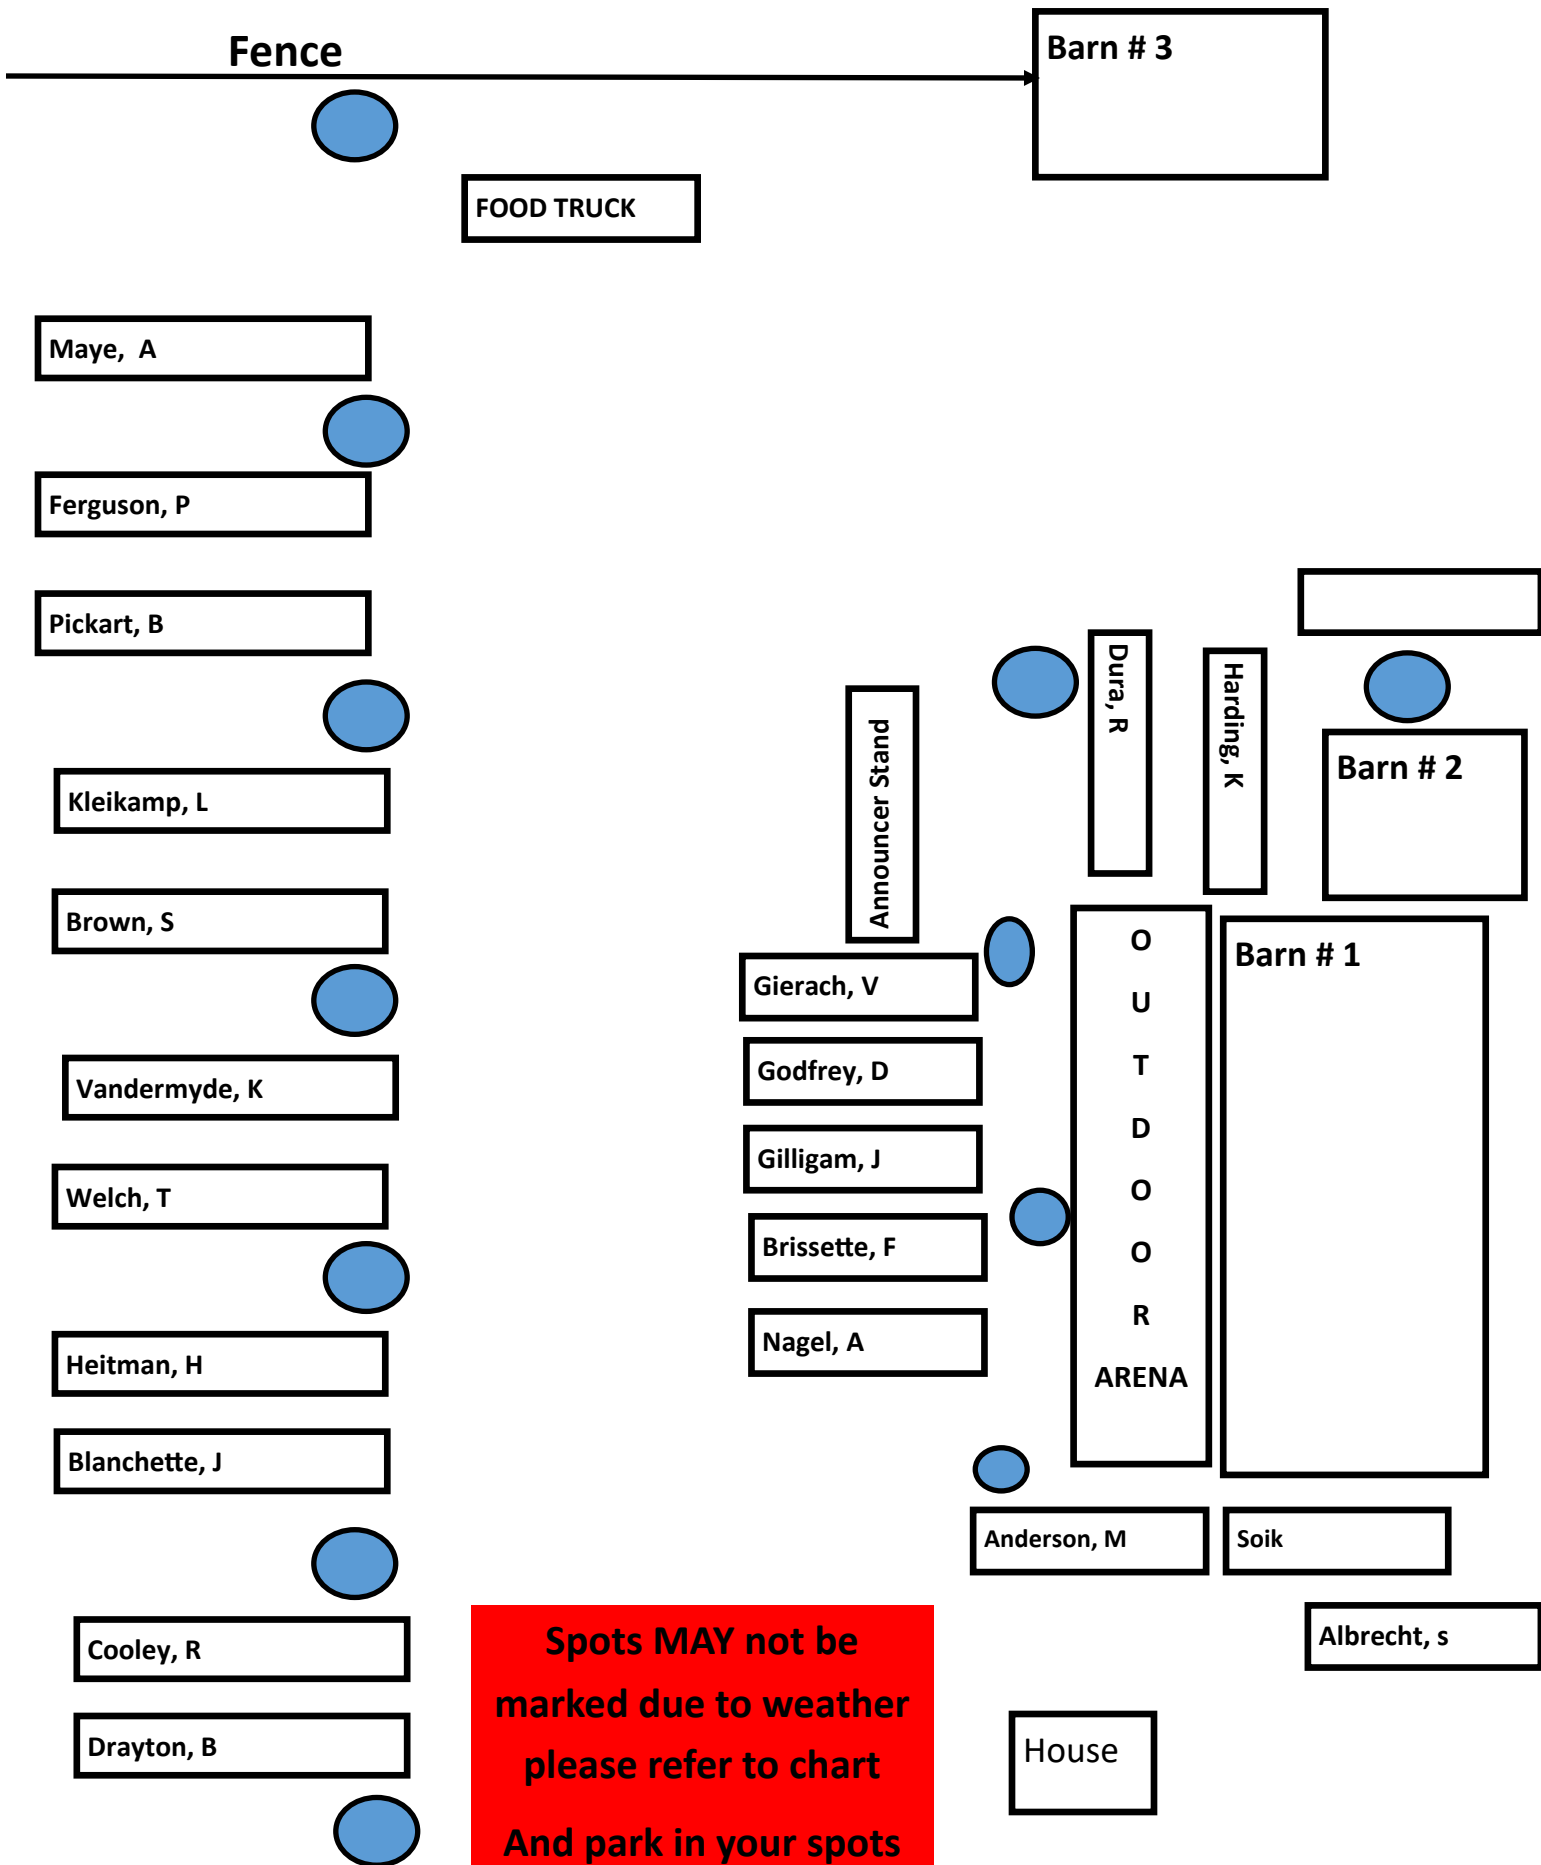 Fence
Barn # 3
FOOD TRUCK
Maye,  A
Ferguson, P
Pickart, B
Kleikamp, L
Brown, S
Vandermyde, K
Welch, T
Heitman, H
Blanchette, J
Cooley, R
Drayton, B
Announcer Stand
Gierach, V
Godfrey, D
Gilligam, J
Brissette, F
Nagel, A
Dura, R
Harding, K
Barn # 2
O
U
T
D
O
O
R
ARENA
Barn # 1
Anderson, M
Soik
Albrecht, s
House
Spots MAY not be
marked due to weather
please refer to chart
And park in your spots